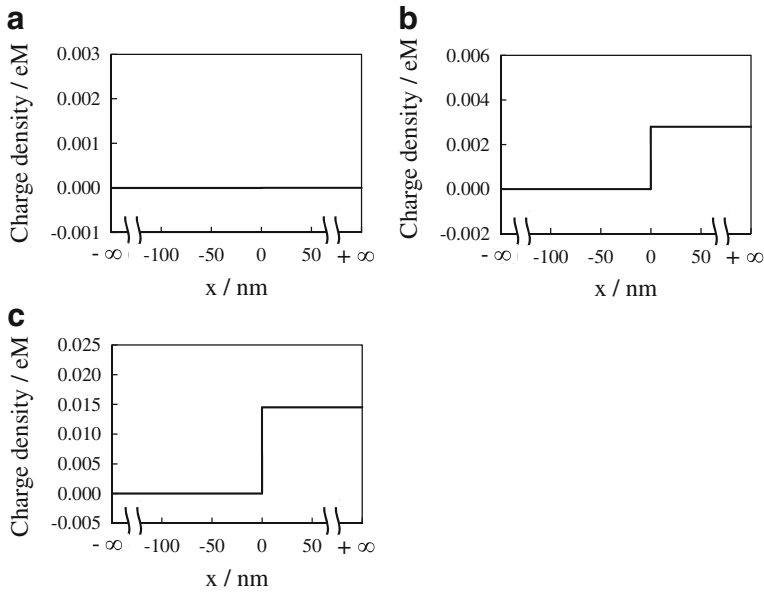 a
Charge density / eM
0.003
0.002
0.001
0.000
-0.001
- ∞ -100 -50 0 50 + ∞
x / nm
b
Charge density / eM
0.006
0.004
0.002
0.000
-0.002
- ∞ -100 -50 0 50 + ∞
x / nm
c
Charge density / eM
0.025
0.020
0.015
0.010
0.005
0.000
-0.005
- ∞ -100 -50 0 50 + ∞
x / nm